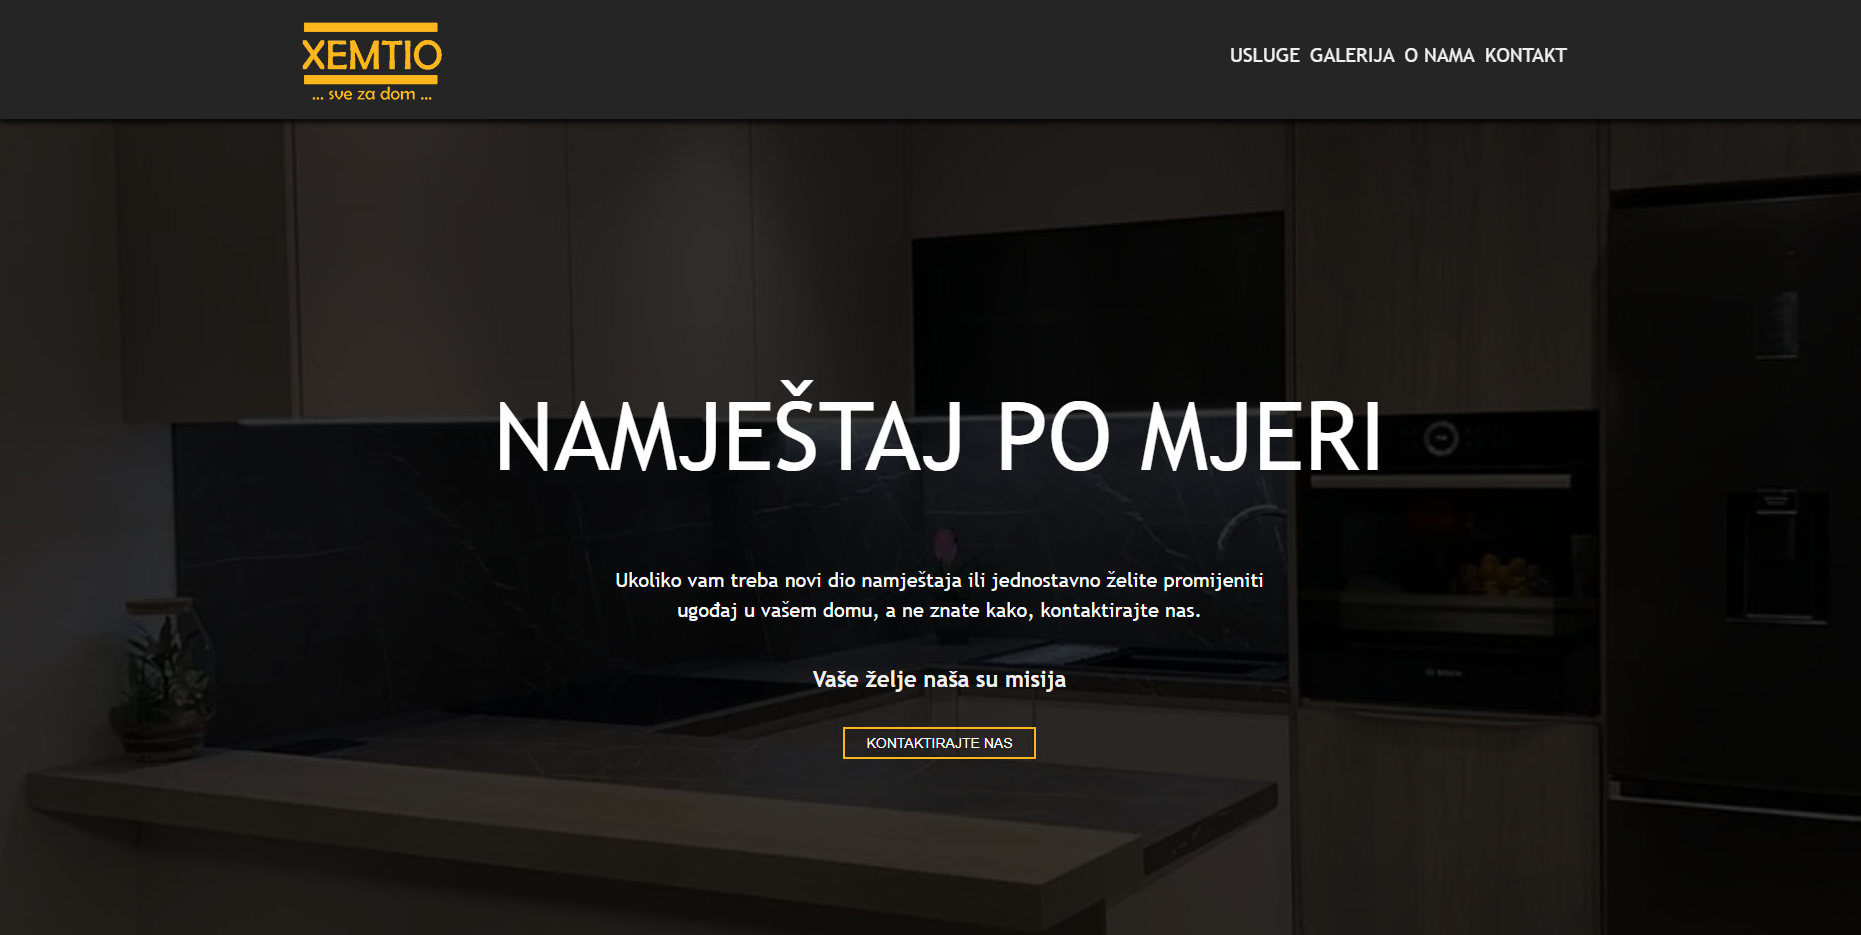 XEMTIO
... sve za dom ...
USLUGE GALERIJA O NAMA KONTAKT
NAMJEŠTAJ PO MJERI
Ukoliko vam treba novi dio namještaja ili jednostavno želite promijeniti
ugođaj u vašem domu, a ne znate kako, kontaktirajte nas.
Vaše želje naša su misija
KONTAKTIRAJTE NAS